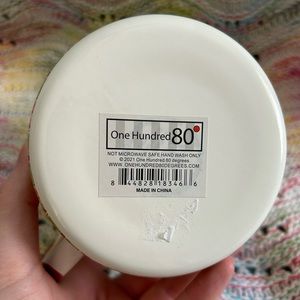 One Hundred 80°
NOT MICROWAVE SAFE HAND WASH ONLY
© 2021 One Hundred 80 degrees
WWW.ONEHUNDRED80DEGREES.COM
8 44828 18346 6
MADE IN CHINA